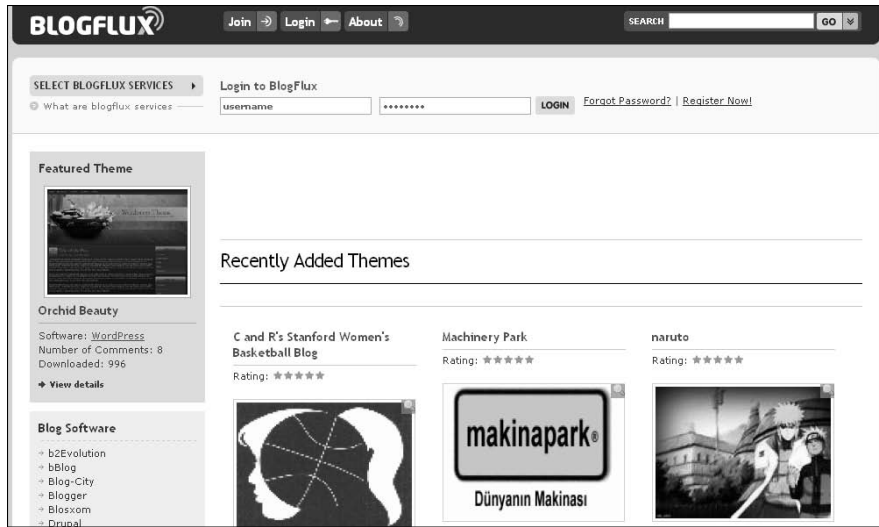 BLOGFLUX
Join Login About
SEARCH
GO
SELECT BLOGFLUX SERVICES
What are blogflux services
Login to BlogFlux
username
••••••••
LOGIN
Forgot Password? | Register Now!
Featured Theme
Orchid Beauty
Software: WordPress
Number of Comments: 8
Downloaded: 996
View details
Blog Software
b2Evolution
bBlog
Blog-City
Blogger
Blosxom
Drupal
Recently Added Themes
C and R's Stanford Women's
Basketball Blog
Rating:
Machinery Park
Rating:
makinapark®
Dünyanın Makinası
naruto
Rating: